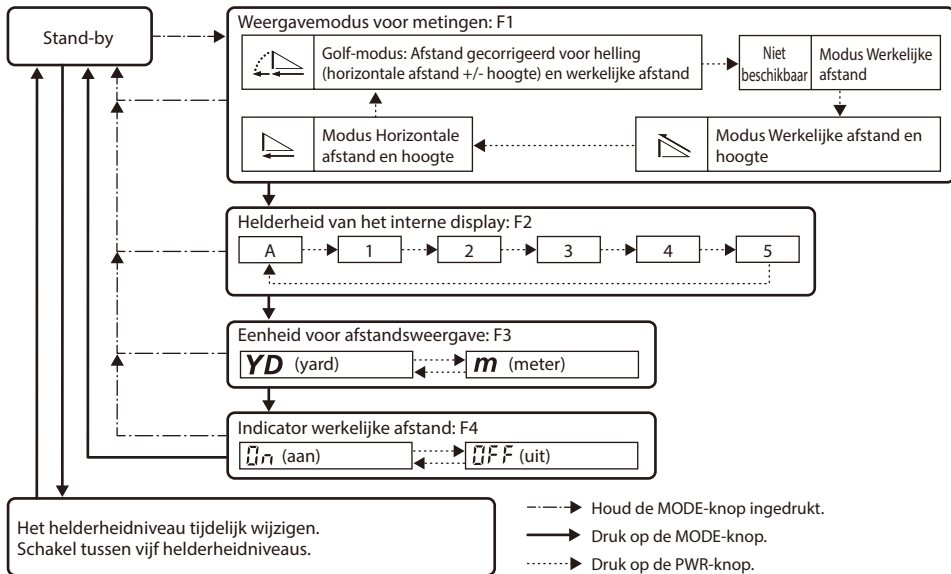 Stand-by
Weergavemodus voor metingen: F1
Golf-modus: Afstand gecorrigeerd voor helling
(horizontale afstand +/- hoogte) en werkelijke afstand
Niet
beschikbaar
Modus Werkelijke
afstand
Modus Horizontale
afstand en hoogte
Modus Werkelijke afstand en
hoogte
Helderheid van het interne display: F2
A 1 2 3 4 5
Eenheid voor afstandsweergave: F3
YD (yard) m (meter)
Indicator werkelijke afstand: F4
On (aan) OFF (uit)
Het helderheidniveau tijdelijk wijzigen.
Schakel tussen vijf helderheidniveaus.
Houd de MODE-knop ingedrukt.
Druk op de MODE-knop.
Druk op de PWR-knop.